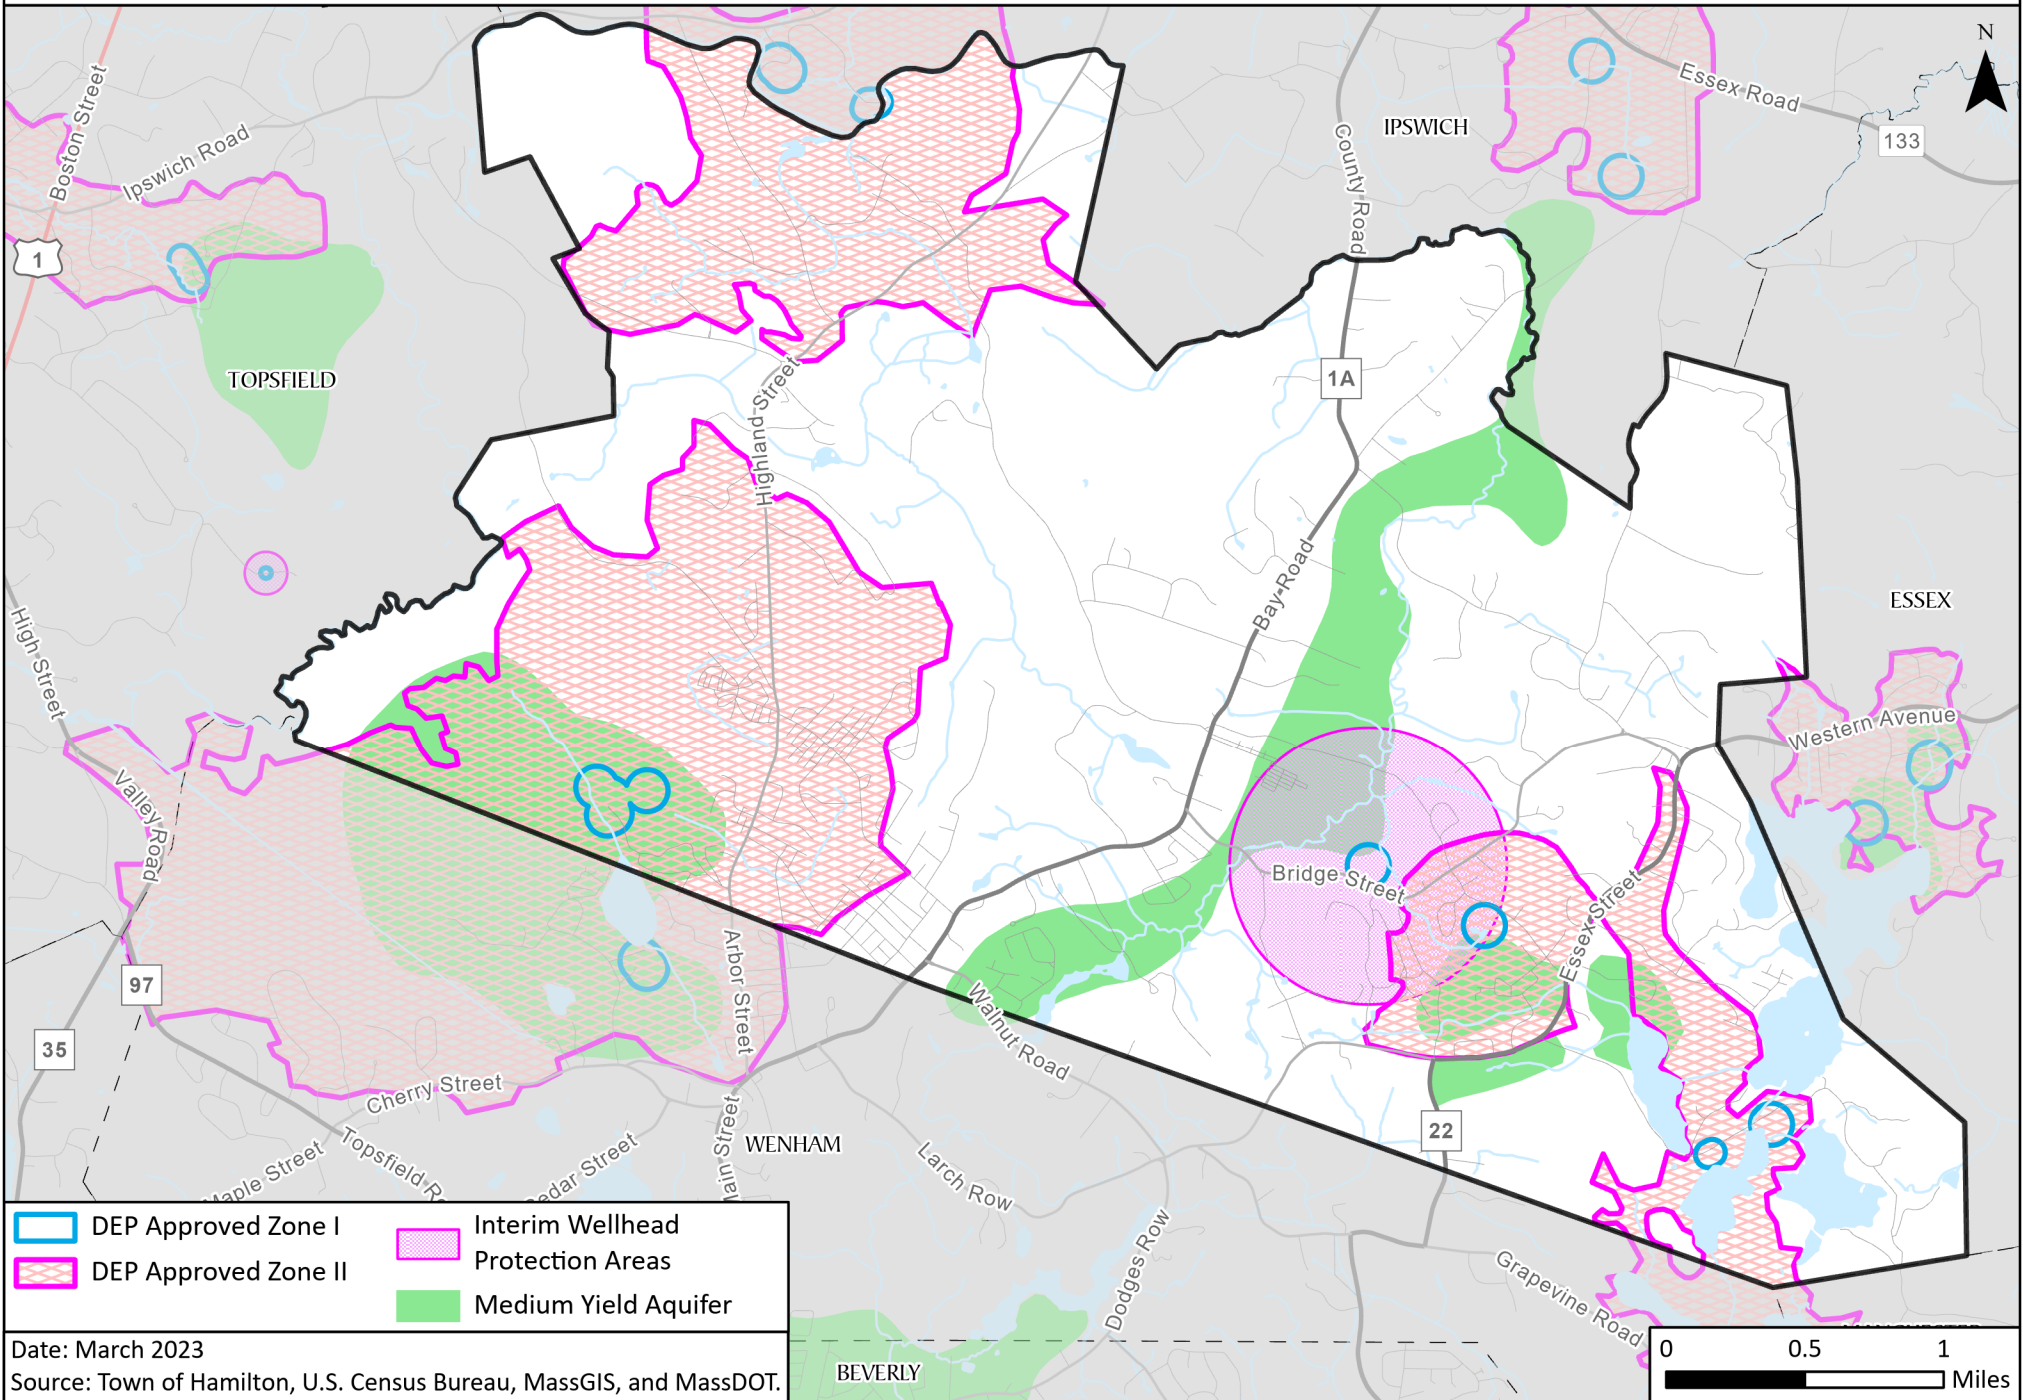 N
Boston Street
Ipswich Road
Essex Road
IPSWICH
133
County Road
1
TOPSFIELD
1A
Highland Street
Bay Road
ESSEX
High Street
Western Avenue
Valley Road
Bridge Street
Essex Street
Arbor Street
97
Walnut Road
35
Cherry Street
22
WENHAM
Maple Street
Topsfield
Cedar Street
Main Street
Larch Row
Dodges Row
Grapevine Road
BEVERLY
DEP Approved Zone I
DEP Approved Zone II
Interim Wellhead
Protection Areas
Medium Yield Aquifer
Date: March 2023
Source: Town of Hamilton, U.S. Census Bureau, MassGIS, and MassDOT.
0 0.5 1
Miles